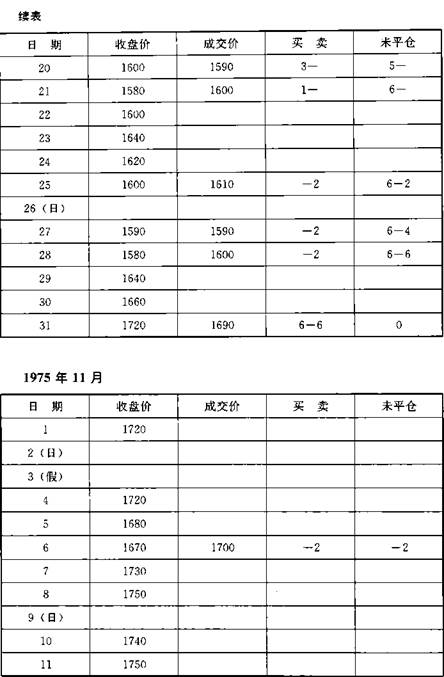 续表
日 期 收盘价 成交价 买 卖 未平仓
20 1600 1590 3— 5—
21 1580 1600 1— 6—
22 1600
23 1640
24 1620
25 1600 1610 —2 6—2
26（日）
27 1590 1590 —2 6—4
28 1580 1600 —2 6—6
29 1640
30 1660
31 1720 1690 6—6 0
1975 年 11 月
日 期 收盘价 成交价 买 卖 未平仓
1 1720
2（日）
3（假）
4 1720
5 1680
6 1670 1700 —2 —2
7 1730
8 1750
9（日）
10 1740
11 1750